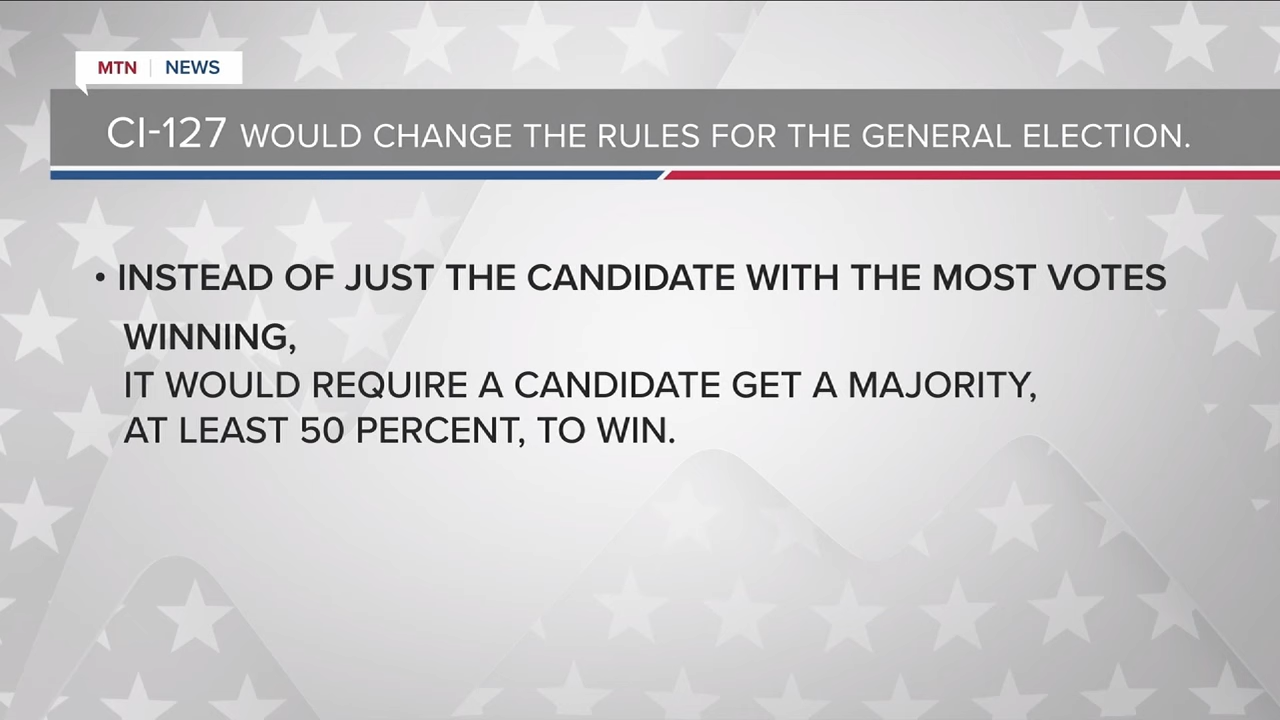 MTN | NEWS
CI-127 WOULD CHANGE THE RULES FOR THE GENERAL ELECTION.
• INSTEAD OF JUST THE CANDIDATE WITH THE MOST VOTES
WINNING,
IT WOULD REQUIRE A CANDIDATE GET A MAJORITY,
AT LEAST 50 PERCENT, TO WIN.